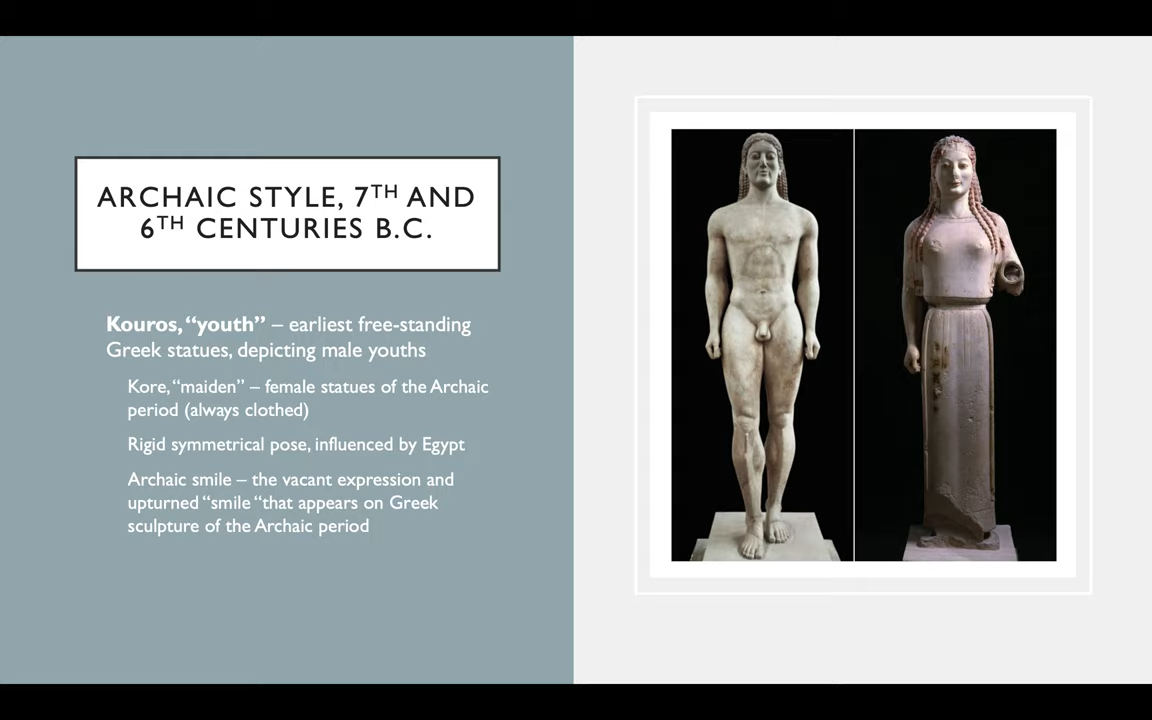 ARCHAIC STYLE, 7TH AND
6TH CENTURIES B.C.
Kouros, “youth” – earliest free-standing
Greek statues, depicting male youths
Kore, “maiden” – female statues of the Archaic
period (always clothed)
Rigid symmetrical pose, influenced by Egypt
Archaic smile – the vacant expression and
upturned “smile “that appears on Greek
sculpture of the Archaic period